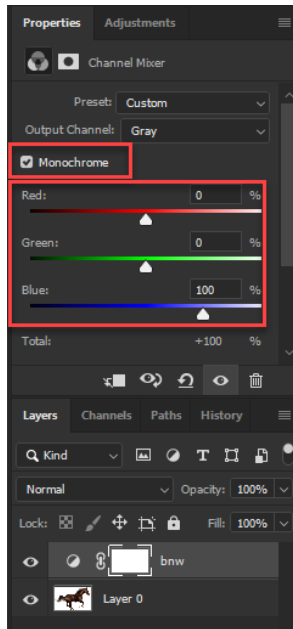 Properties Adjustments
Channel Mixer
Preset: Custom
Output Channel: Gray
Monochrome
Red: 0 %
Green: 0 %
Blue: 100 %
Total: +100 %
Layers Channels Paths History
Kind T
Normal Opacity: 100%
Lock: Fill: 100%
bnw
Layer 0